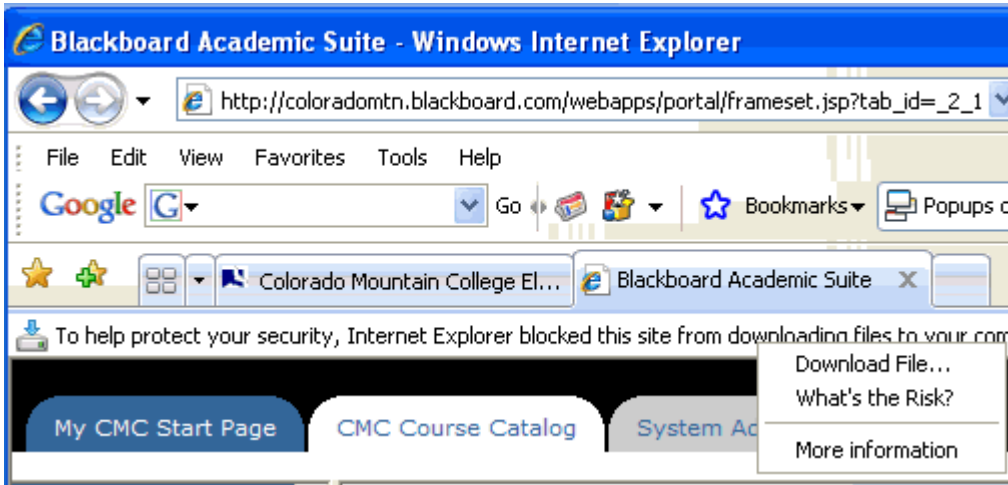 Blackboard Academic Suite - Windows Internet Explorer
http://coloradomtn.blackboard.com/webapps/portal/frameset.jsp?tab_id=_2_1
File Edit View Favorites Tools Help
Google G Go Bookmarks Popups
Colorado Mountain College El... Blackboard Academic Suite X
To help protect your security, Internet Explorer blocked this site from downloading files to your com
Download File...
What's the Risk?
My CMC Start Page CMC Course Catalog System Ad
More information